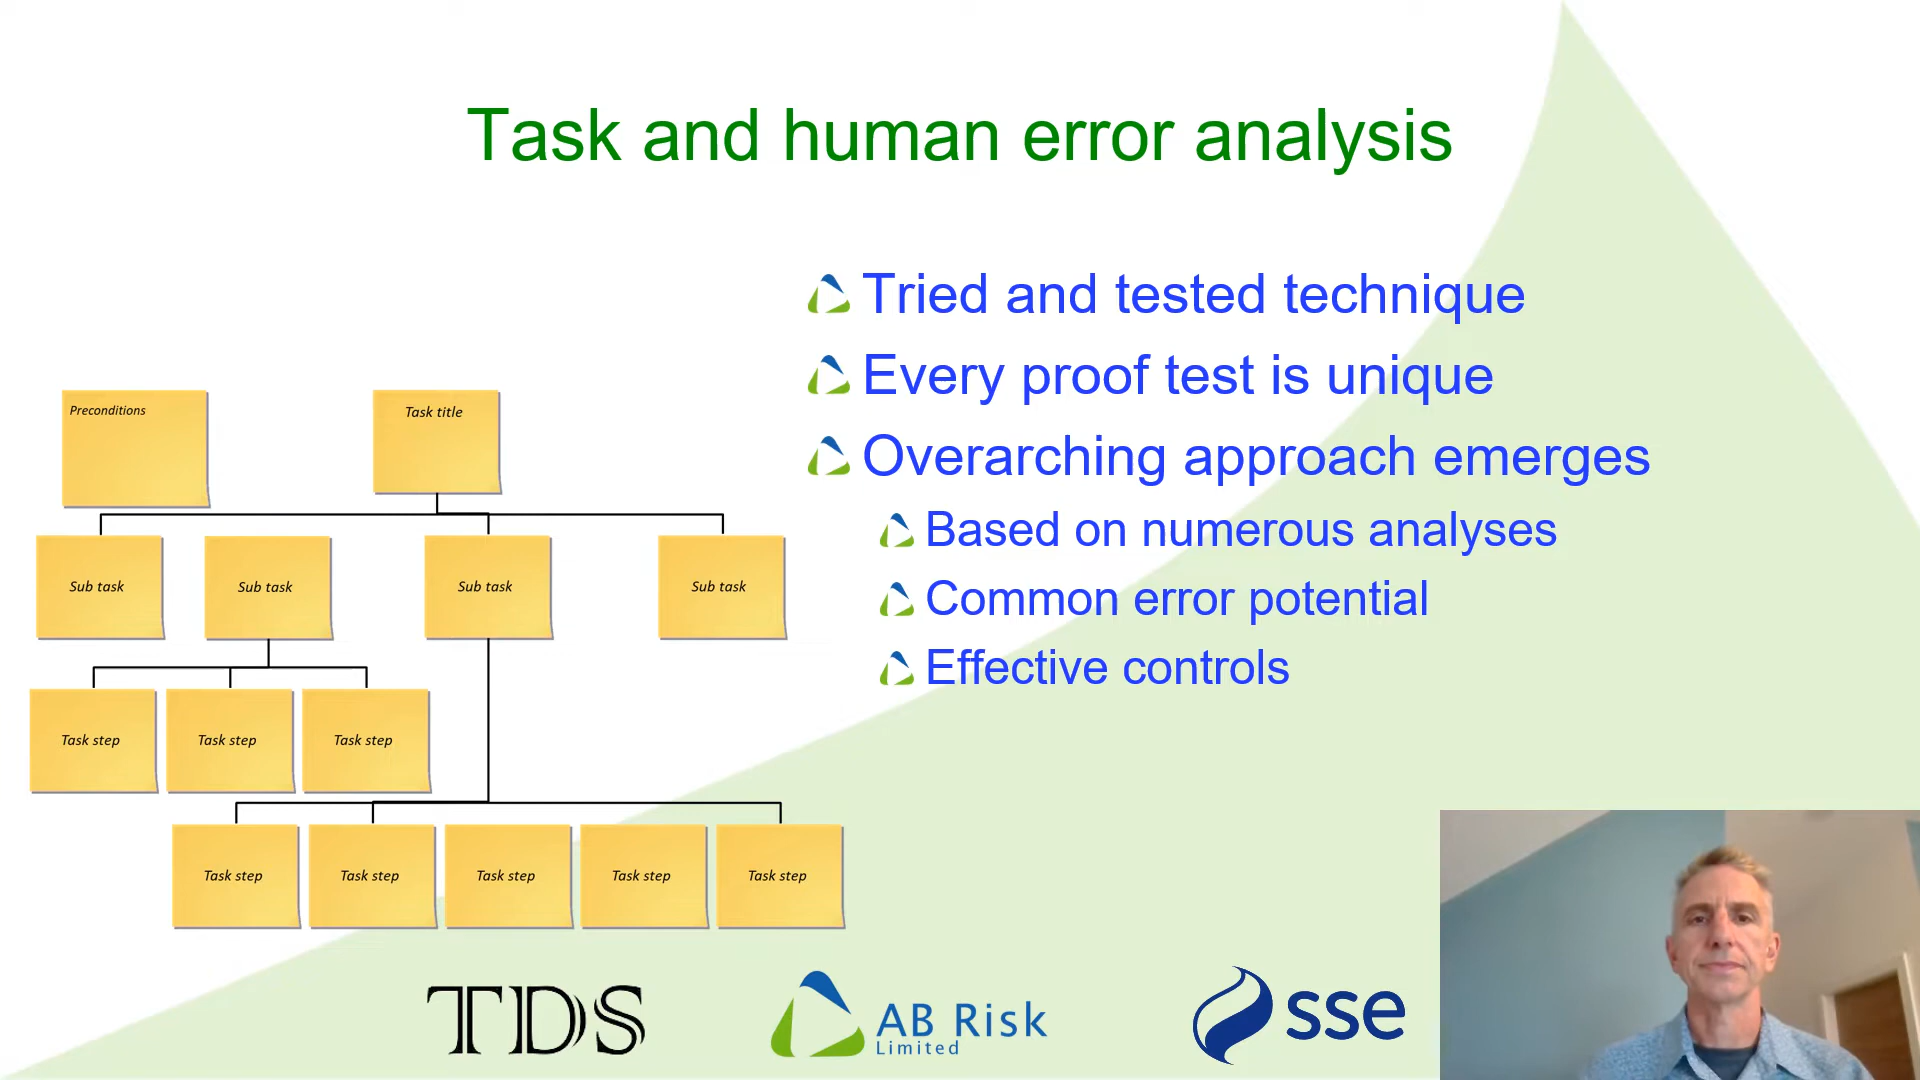 Task and human error analysis
Tried and tested technique
Every proof test is unique
Overarching approach emerges
Based on numerous analyses
Common error potential
Effective controls
Preconditions
Task title
Sub task
Sub task
Sub task
Sub task
Task step
Task step
Task step
Task step
Task step
Task step
Task step
Task step
TDS
AB Risk
Limited
sse